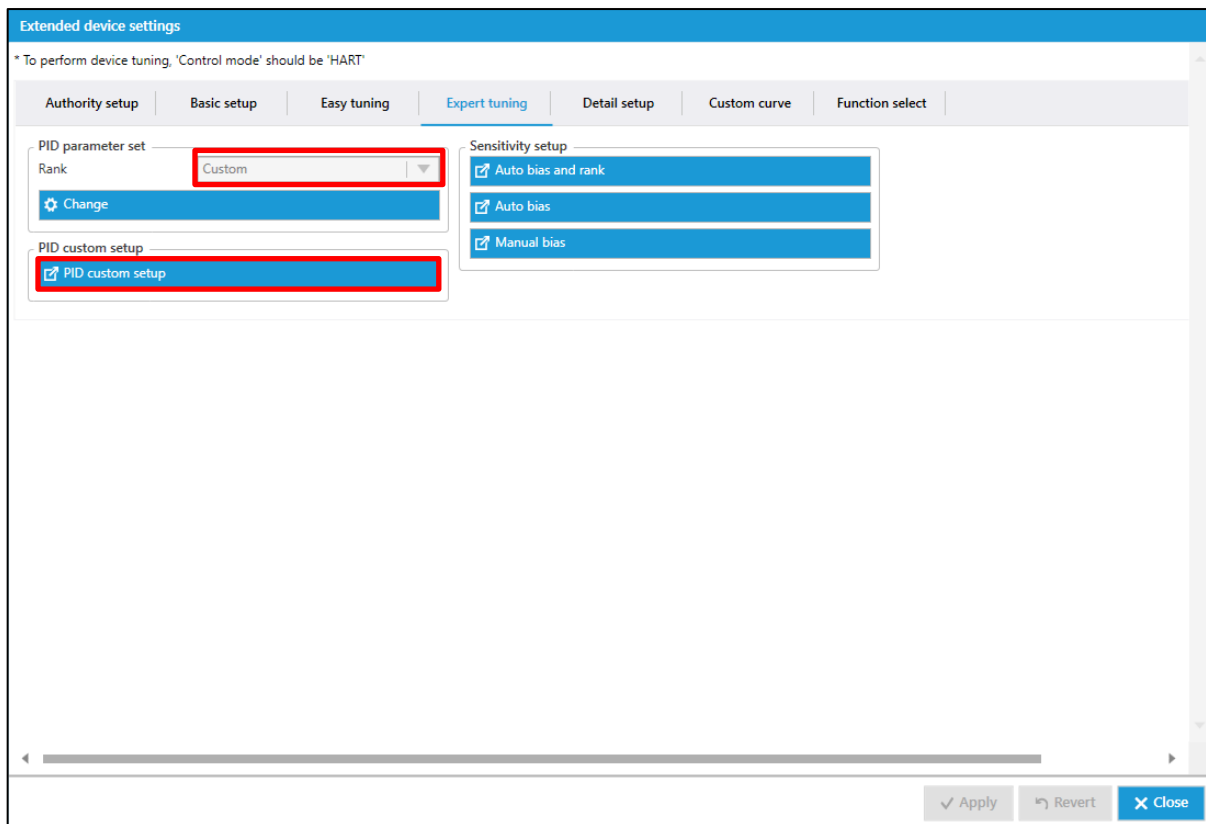 Extended device settings
* To perform device tuning, 'Control mode' should be 'HART'
Authority setup
Basic setup
Easy tuning
Expert tuning
Detail setup
Custom curve
Function select
PID parameter set
Rank
Custom
Change
PID custom setup
PID custom setup
Sensitivity setup
Auto bias and rank
Auto bias
Manual bias
Apply
Revert
Close